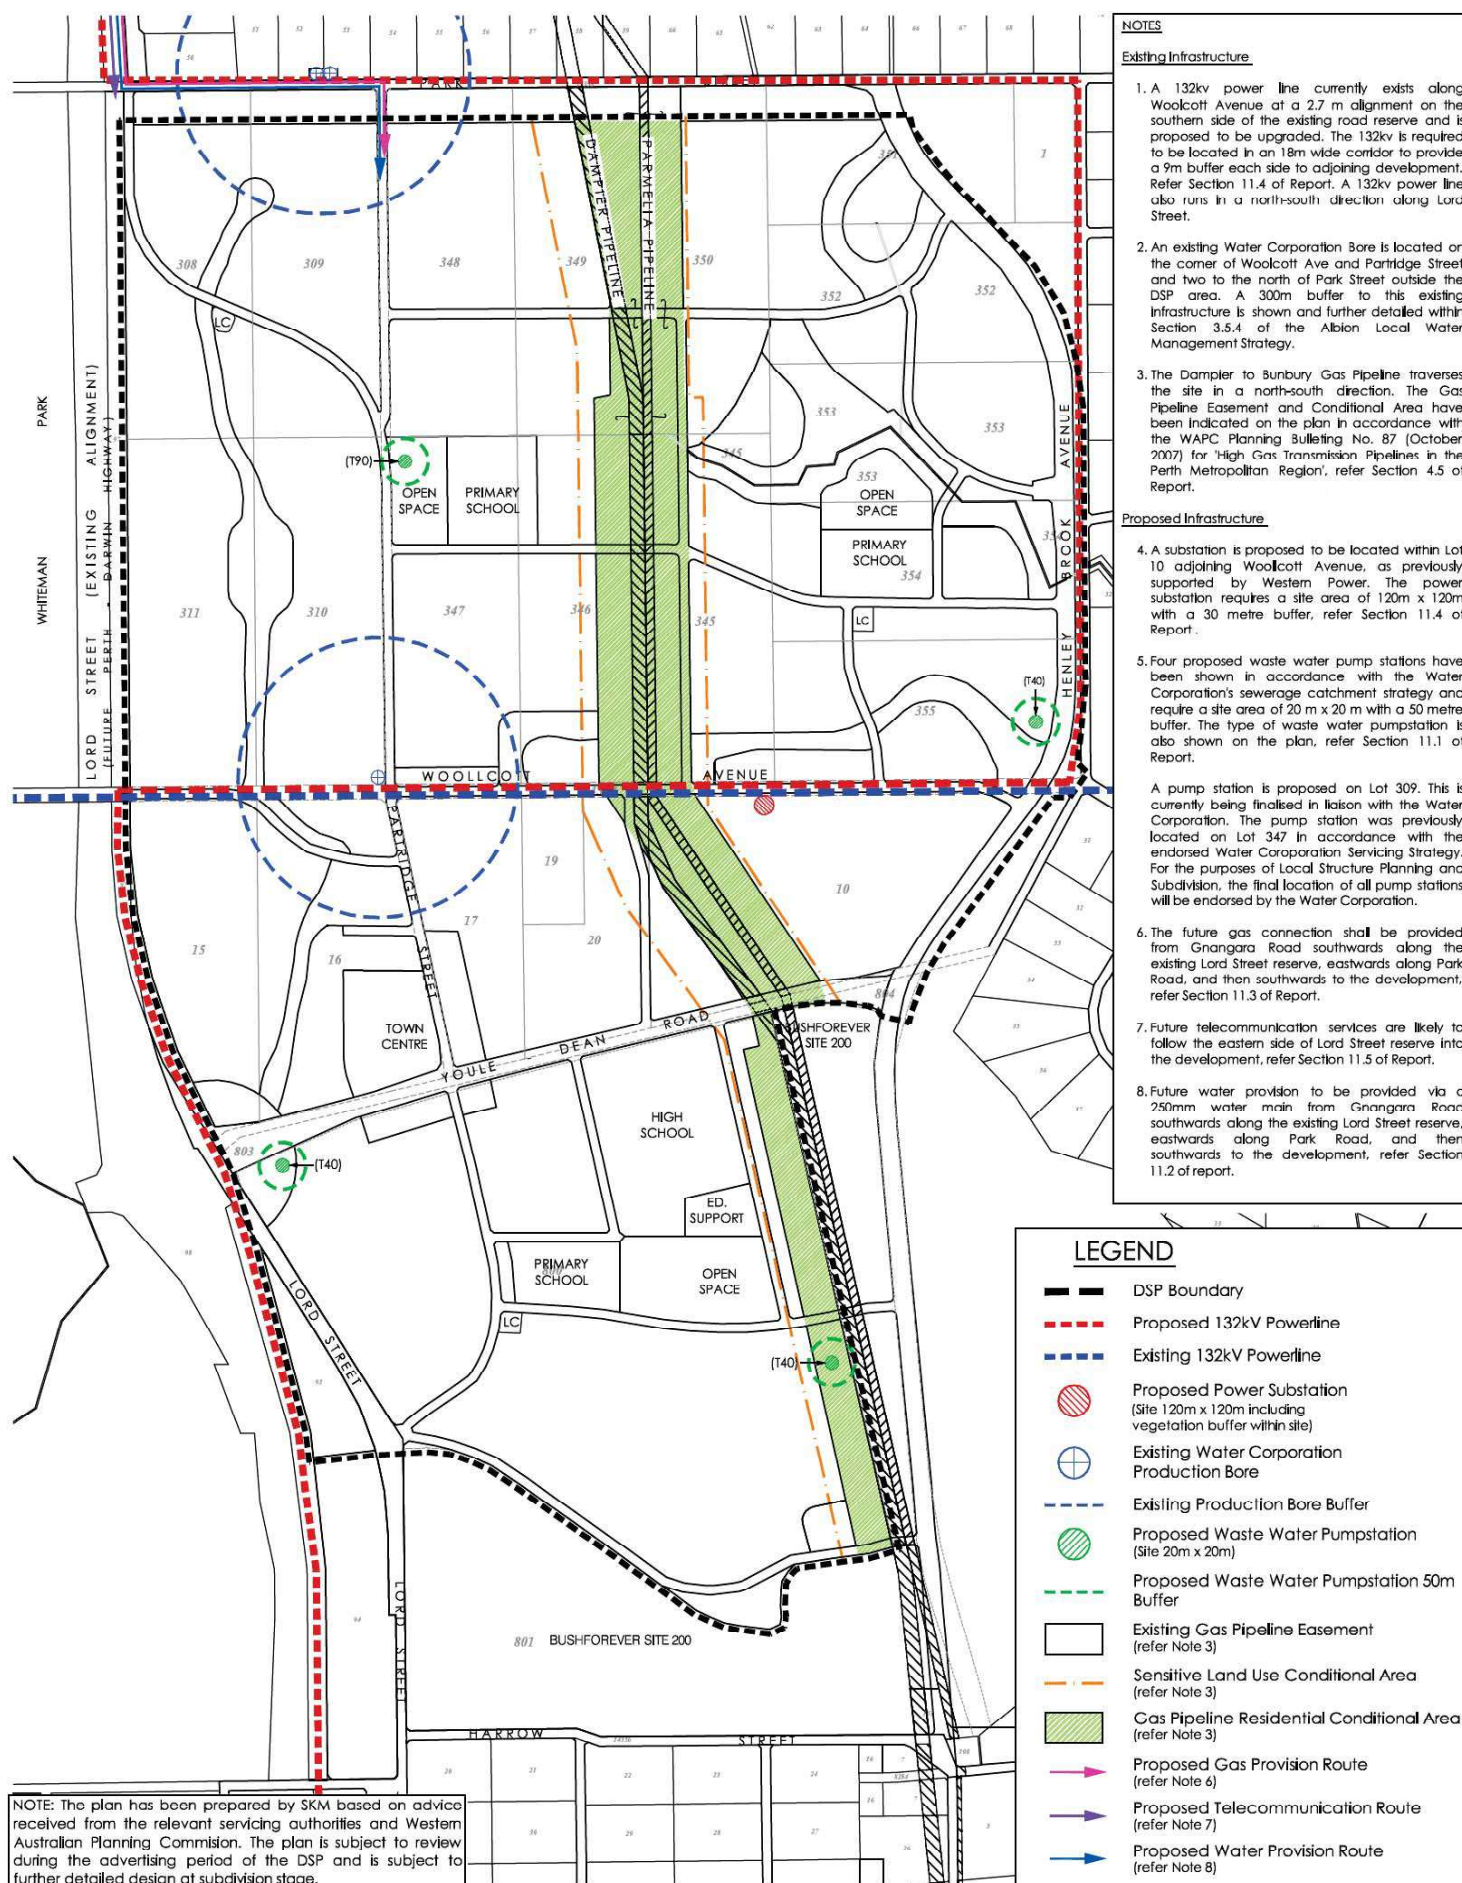 NOTES
Existing Infrastructure
1. A 132kv power line currently exists along
Woolcott Avenue at a 2.7 m alignment on the
southern side of the existing road reserve and is
proposed to be upgraded. The 132kv is required
to be located in an 18m wide corridor to provide
a 9m buffer each side to adjoining development.
Refer Section 11.4 of Report. A 132kv power line
also runs in a north-south direction along Lord
Street.
2. An existing Water Corporation Bore is located on
the corner of Woolcott Ave and Partridge Street
and two to the north of Park Street outside the
DSP area. A 300m buffer to this existing
infrastructure is shown and further detailed within
Section 3.5.4 of the Albion Local Water
Management Strategy.
3. The Dampier to Bunbury Gas Pipeline traverses
the site in a north-south direction. The Gas
Pipeline Easement and Conditional Area have
been indicated on the plan in accordance with
the WAPC Planning Bulleting No. 87 (October
2007) for 'High Gas Transmission Pipelines in the
Perth Metropolitan Region', refer Section 4.5 of
Report.
Proposed Infrastructure
4. A substation is proposed to be located within Lot
10 adjoining Woolcott Avenue, as previously
supported by Western Power. The power
substation requires a site area of 120m x 120m
with a 30 metre buffer, refer Section 11.4 of
Report.
5. Four proposed waste water pump stations have
been shown in accordance with the Water
Corporation's sewerage catchment strategy and
require a site area of 20 m x 20 m with a 50 metre
buffer. The type of waste water pumpstation is
also shown on the plan, refer Section 11.1 of
Report.
A pump station is proposed on Lot 309. This is
currently being finalised in liaison with the Water
Corporation. The pump station was previously
located on Lot 347 in accordance with the
endorsed Water Coroporation Servicing Strategy.
For the purposes of Local Structure Planning and
Subdivision, the final location of all pump stations
will be endorsed by the Water Corporation.
6. The future gas connection shall be provided
from Gnangara Road southwards along the
existing Lord Street reserve, eastwards along Park
Road, and then southwards to the development,
refer Section 11.3 of Report.
7. Future telecommunication services are likely to
follow the eastern side of Lord Street reserve into
the development, refer Section 11.5 of Report.
8. Future water provision to be provided via a
250mm water main from Gnangara Road
southwards along the existing Lord Street reserve,
eastwards along Park Road, and then
southwards to the development, refer Section
11.2 of report.
LEGEND
DSP Boundary
Proposed 132kV Powerline
Existing 132kV Powerline
Proposed Power Substation
(Site 120m x 120m including
vegetation buffer within site)
Existing Water Corporation
Production Bore
Existing Production Bore Buffer
Proposed Waste Water Pumpstation
(Site 20m x 20m)
Proposed Waste Water Pumpstation 50m
Buffer
Existing Gas Pipeline Easement
(refer Note 3)
Sensitive Land Use Conditional Area
(refer Note 3)
Gas Pipeline Residential Conditional Area
(refer Note 3)
Proposed Gas Provision Route
(refer Note 6)
Proposed Telecommunication Route
(refer Note 7)
Proposed Water Provision Route
(refer Note 8)
PARK
DAMPIER PIPELINE
PARMELIA PIPELINE
351
1
308
309
348
349
350
352
352
LC
WHITEMAN PARK
LORD STREET (EXISTING ALIGNMENT)
(FUTURE PERTH - DARWIN HIGHWAY)
353
353
345
353
(T90)
OPEN
SPACE
PRIMARY
SCHOOL
OPEN
SPACE
PRIMARY
SCHOOL
354
HENLEY BROOK AVENUE
311
310
347
346
345
LC
355
(T40)
WOOLLCOTT AVENUE
PARTRIDGE STREET
19
10
17
20
15
16
TOWN
CENTRE
YOULE DEAN ROAD
804
BUSHFOREVER
SITE 200
HIGH
SCHOOL
803
(T40)
ED.
SUPPORT
PRIMARY
SCHOOL
OPEN
SPACE
LC
LORD STREET
(T40)
LORD STREET
801 BUSHFOREVER SITE 200
HARROW STREET
NOTE: The plan has been prepared by SKM based on advice
received from the relevant servicing authorities and Western
Australian Planning Commision. The plan is subject to review
during the advertising period of the DSP and is subject to
further detailed design at subdivision stage.